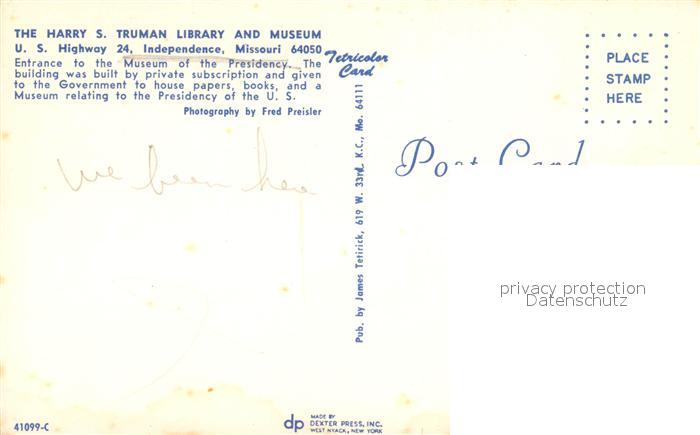 THE HARRY S. TRUMAN LIBRARY AND MUSEUM
U. S. Highway 24, Independence, Missouri 64050
Entrance to the Museum of the Presidency. The
building was built by private subscription and given
to the Government to house papers, books, and a
Museum relating to the Presidency of the U. S.
Photography by Fred Preisler
Tetricolor
Card
we been here
Pub. by James Tetirick, 619 W. 33rd, K.C., Mo. 64111
Post Card
PLACE
STAMP
HERE
privacy protection
Datenschutz
41099-C
dp
MADE BY
DEXTER PRESS, INC.
WEST NYACK, NEW YORK